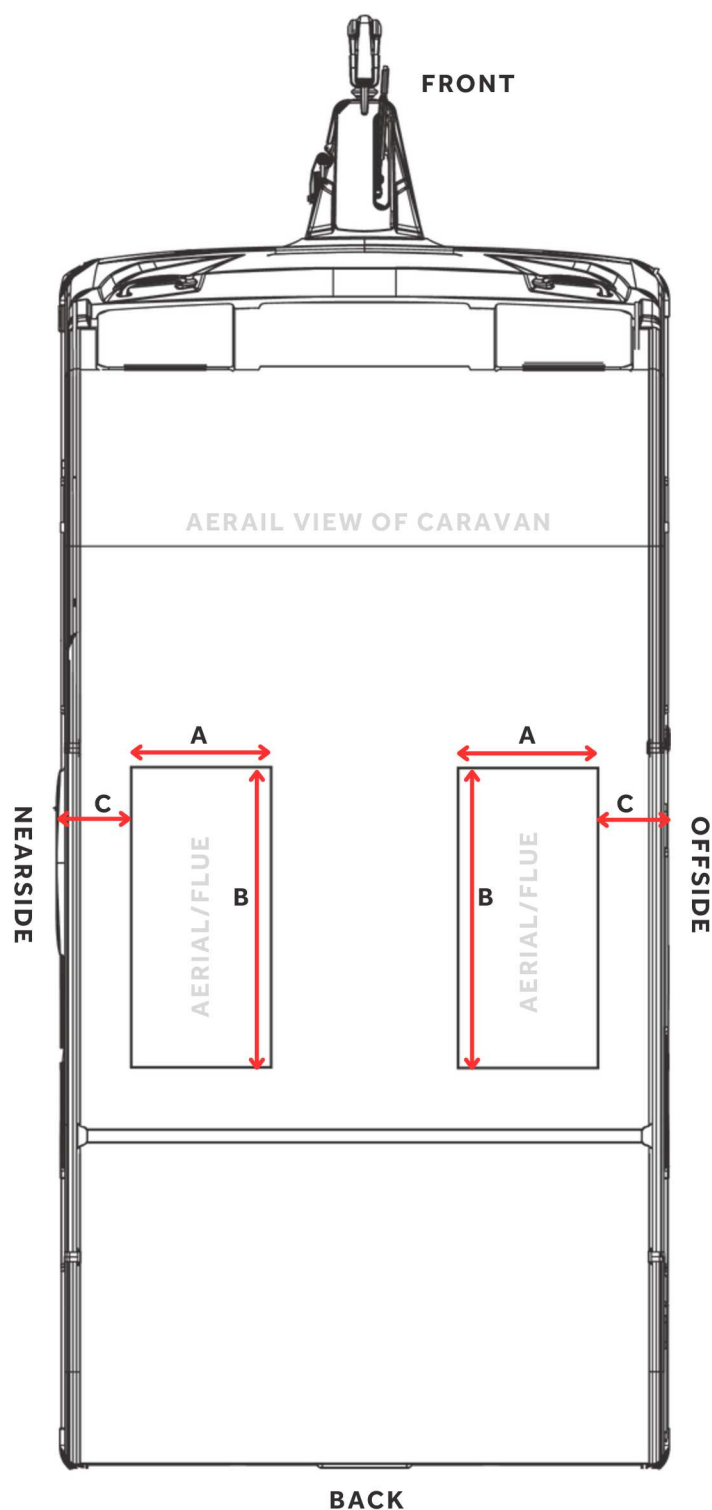 FRONT
AERAIL VIEW OF CARAVAN
A
A
C
C
NEARSIDE
AERIAL/FLUE
B
B
AERIAL/FLUE
OFFSIDE
BACK